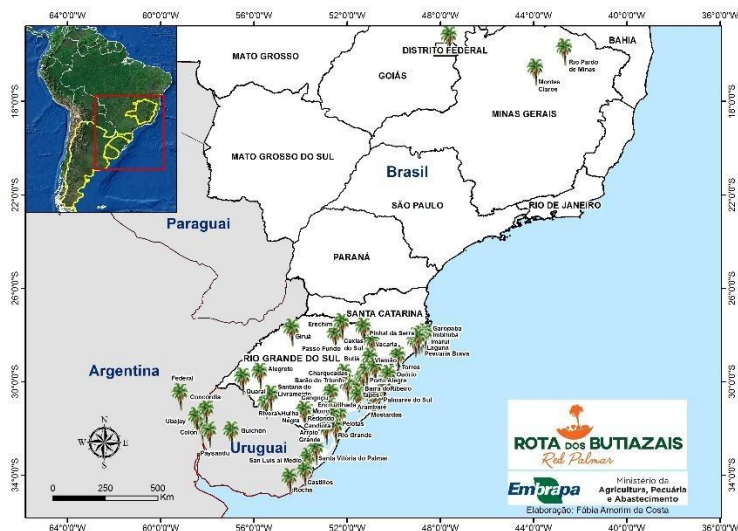 64°0'0"W 60°0'0"W 56°0'0"W 52°0'0"W 48°0'0"W 44°0'0"W 40°0'0"W 36°0'0"W
18°0'0"S
22°0'0"S
26°0'0"S
30°0'0"S
34°0'0"S
MATO GROSSO
DISTRITO FEDERAL
BAHIA
GOIÁS
Rio Pardo
de Minas
Montes
Claros
MINAS GERAIS
MATO GROSSO DO SUL
Brasil
SÃO PAULO
RIO DE JANEIRO
Paraguai
PARANÁ
SANTA CATARINA
Erechim
Giruá
Passo Fundo
Pinhal da Serra
Caxias
do Sul
Vacaria
Garopaba
Imbituba
Imaruí
Laguna
Pescaria Brava
RIO GRANDE DO SUL
Butiá
Viamão
Torres
Osório
Argentina
Alegrete
Federal
Quaraí
Santana do
Livramento
Charqueadas
Barão do Triunfo
Porto Alegre
Barra do Ribeiro
Tapes
Palmares do Sul
Arambaré
Mostardas
Encruzilhada
Canguçu
Concordia
Ubajay
Colón
Rivera
Hulha
Negra
Morro
Redondo
Candiota
Pelotas
Arroio
Grande
Rio Grande
Guichón
Paysandú
Uruguai
Santa Vitória do Palmar
San Luis al Medio
Castillos
Rocha
N
W E
S
0 250 500
Km
ROTA DOS BUTIAZAIS
Red Palmar
Embrapa
Ministério da
Agricultura, Pecuária
e Abastecimento
Elaboração: Fábia Amorim da Costa
64°0'0"W 60°0'0"W 56°0'0"W 52°0'0"W 48°0'0"W 44°0'0"W 40°0'0"W 36°0'0"W